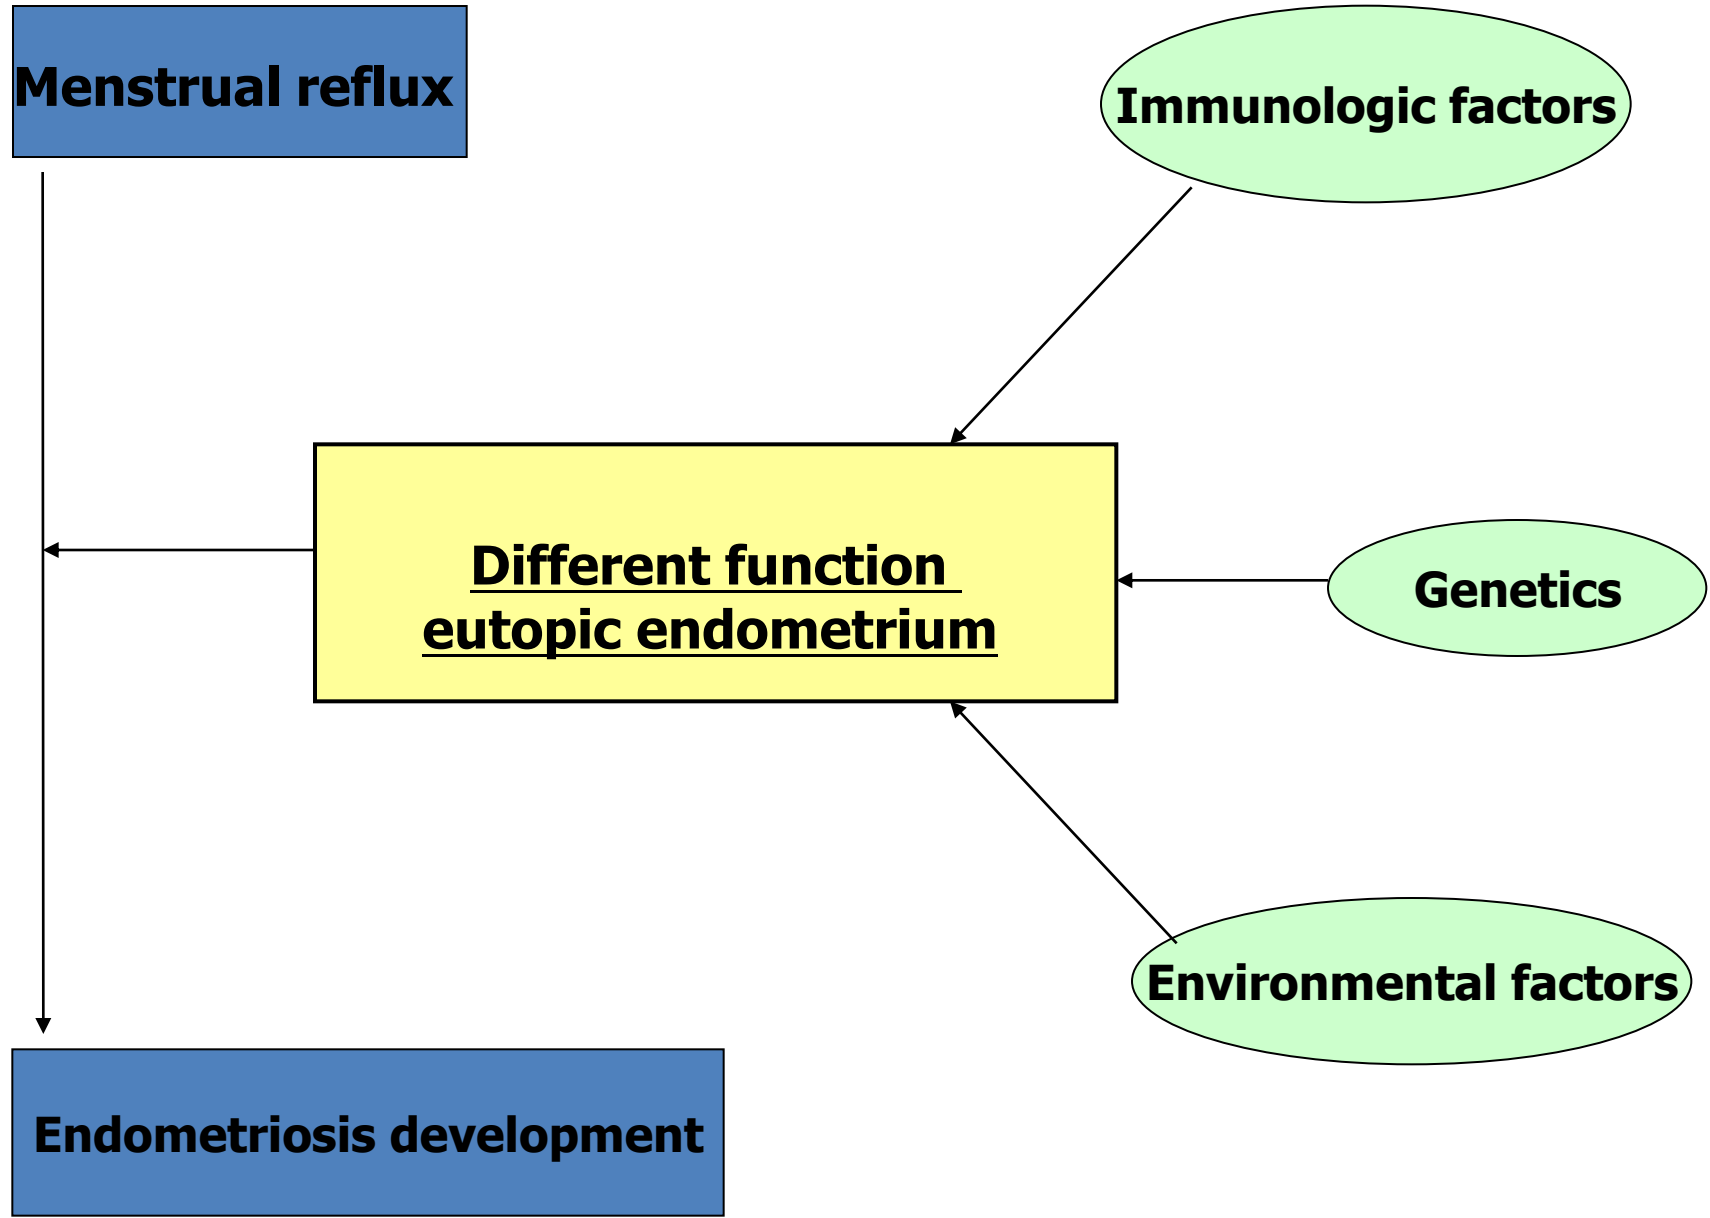 Menstrual reflux
Immunologic factors
Different function
eutopic endometrium
Genetics
Environmental factors
Endometriosis development